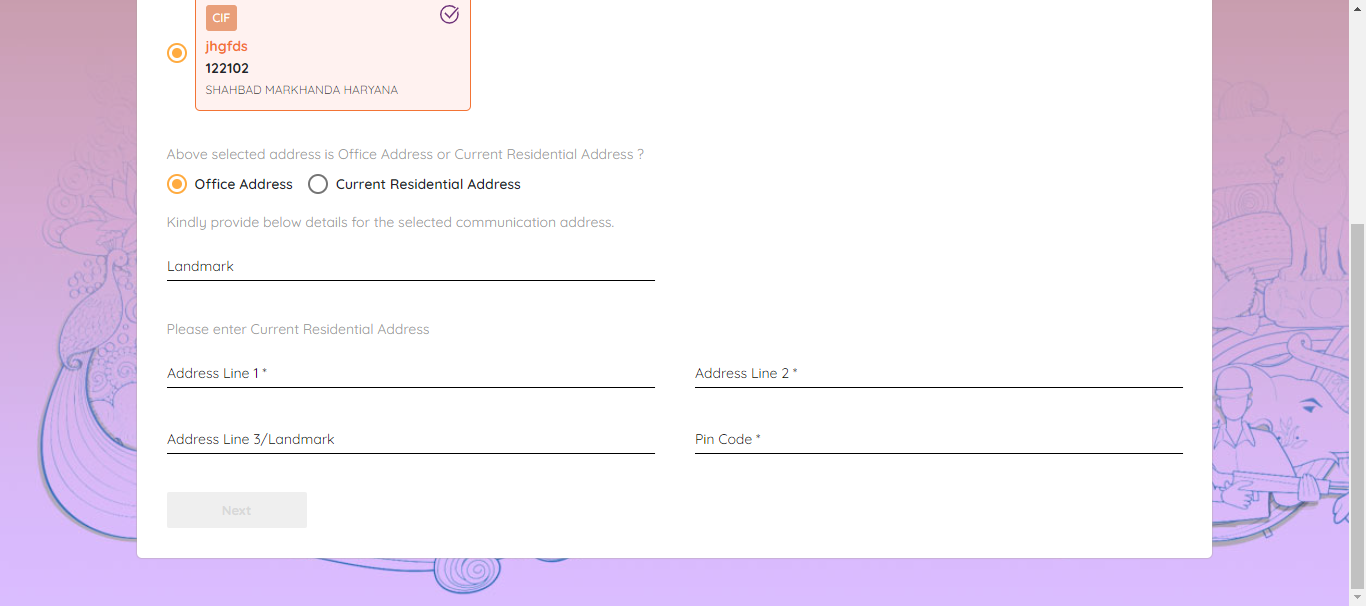 CIF
jhgfds
122102
SHAHBAD MARKHANDA HARYANA
Above selected address is Office Address or Current Residential Address ?
Office Address Current Residential Address
Kindly provide below details for the selected communication address.
Landmark
Please enter Current Residential Address
Address Line 1 * Address Line 2 *
Address Line 3/Landmark Pin Code *
Next